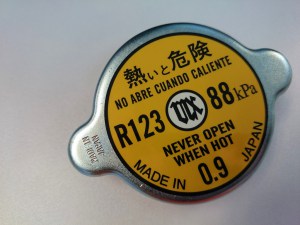 熱いと危険
NO ABRE CUANDO CALIENTE
R123
88kPa
NEVER OPEN
WHEN HOT
0.9
MADE IN JAPAN